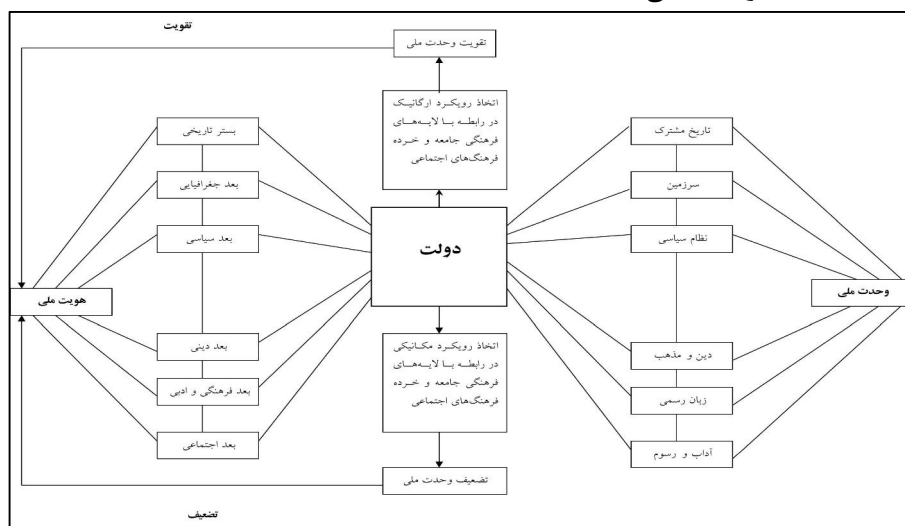 تقویت
تقویت وحدت ملی
اتخاذ رویکرد ارگانیک
در رابطه با لایه‌های
فرهنگی جامعه و خرده
فرهنگ‌های اجتماعی
تاریخ مشترک
سرزمین
نظام سیاسی
دین و مذهب
زبان رسمی
آداب و رسوم
وحدت ملی
دولت
بستر تاریخی
بعد جغرافیایی
بعد سیاسی
بعد دینی
بعد فرهنگی و ادبی
بعد اجتماعی
هویت ملی
اتخاذ رویکرد مکانیکی
در رابطه با لایه‌های
فرهنگی جامعه و خرده
فرهنگ‌های اجتماعی
تضعیف وحدت ملی
تضعیف